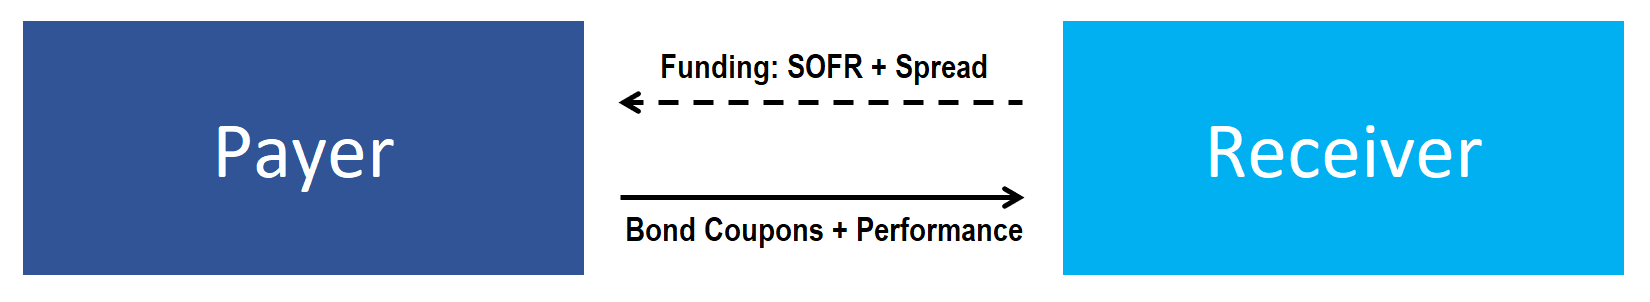 Payer
Funding: SOFR + Spread
Bond Coupons + Performance
Receiver